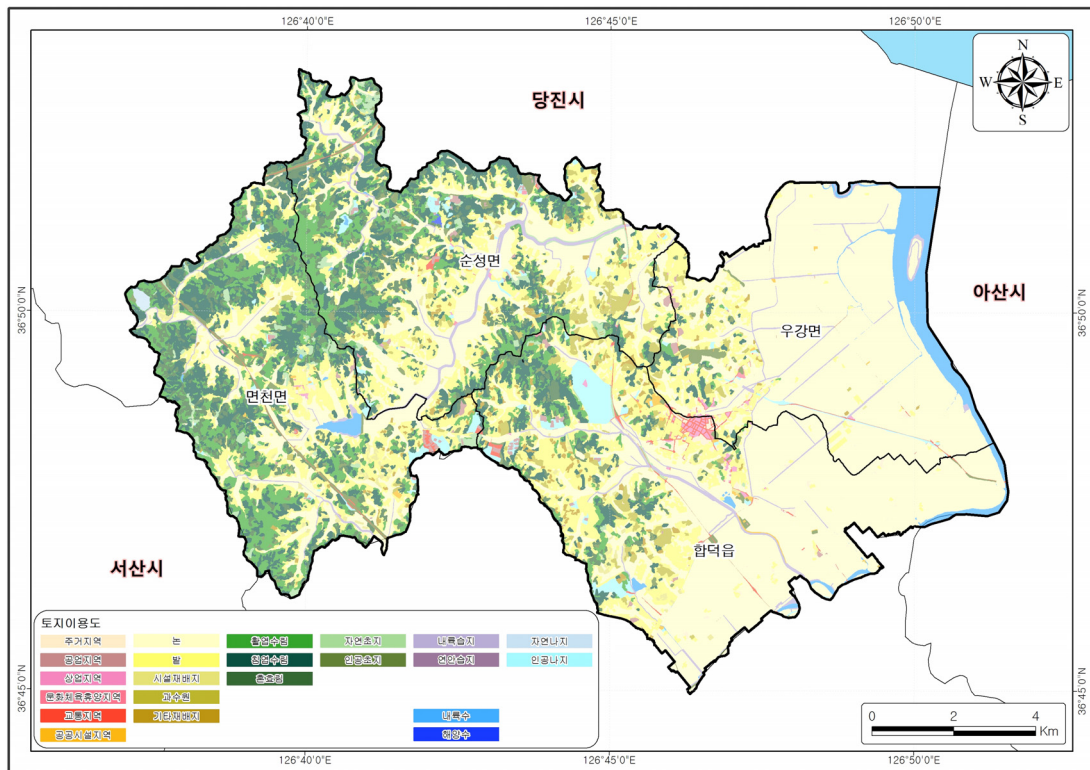 126°40'0"E 126°45'0"E 126°50'0"E
N
W E
S
당진시
순성면
36°50'0"N 아산시 36°50'0"N
우강면
면천면
합덕읍
서산시
토지이용도
주거지역 논 활엽수림 자연초지 내륙습지 자연나지
공업지역 밭 침엽수림 인공초지 연안습지 인공나지
상업지역 시설재배지 혼효림
문화체육휴양지역 과수원
교통지역 기타재배지 내륙수
공공시설지역 해양수
36°45'0"N 36°45'0"N
0 2 4
Km
126°40'0"E 126°45'0"E 126°50'0"E